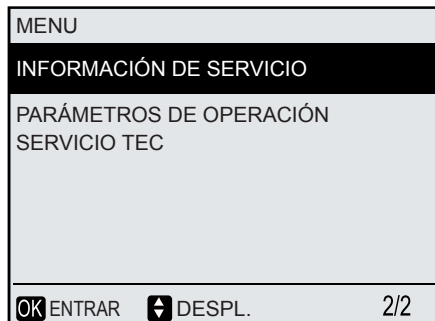 MENU
INFORMACIÓN DE SERVICIO
PARÁMETROS DE OPERACIÓN
SERVICIO TEC
OK ENTRAR DESPL. 2/2